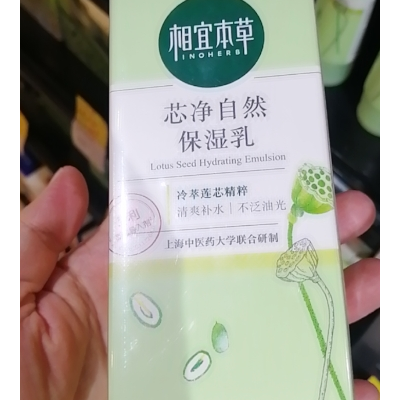 相宜本草
INOHERB
芯净自然
保湿乳
Lotus Seed Hydrating Emulsion
冷萃莲芯精粹
清爽补水｜不泛油光
上海中医药大学联合研制